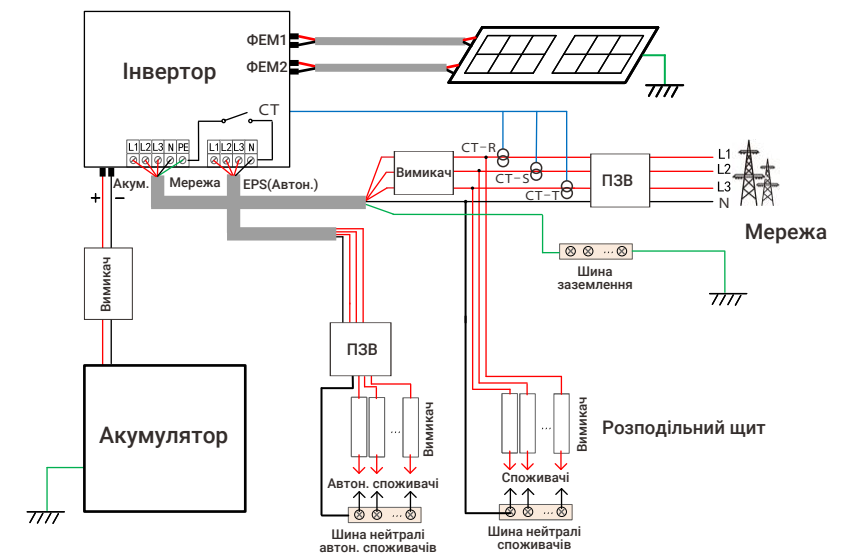 ФЕМ1
Інвертор
ФЕМ2
CT
L1 L2 L3 N PE
L1 L2 L3 N
Акум.
Мережа
EPS(Автон.)
+
−
Вимикач
CT-R
CT-S
CT-T
ПЗВ
L1
L2
L3
N
Мережа
...
Шина
заземлення
Вимикач
ПЗВ
Акумулятор
...
Вимикач
Автон. споживачі
...
Шина нейтралі
автон. споживачів
...
Вимикач
Розподільний щит
Споживачі
...
Шина нейтралі
споживачів